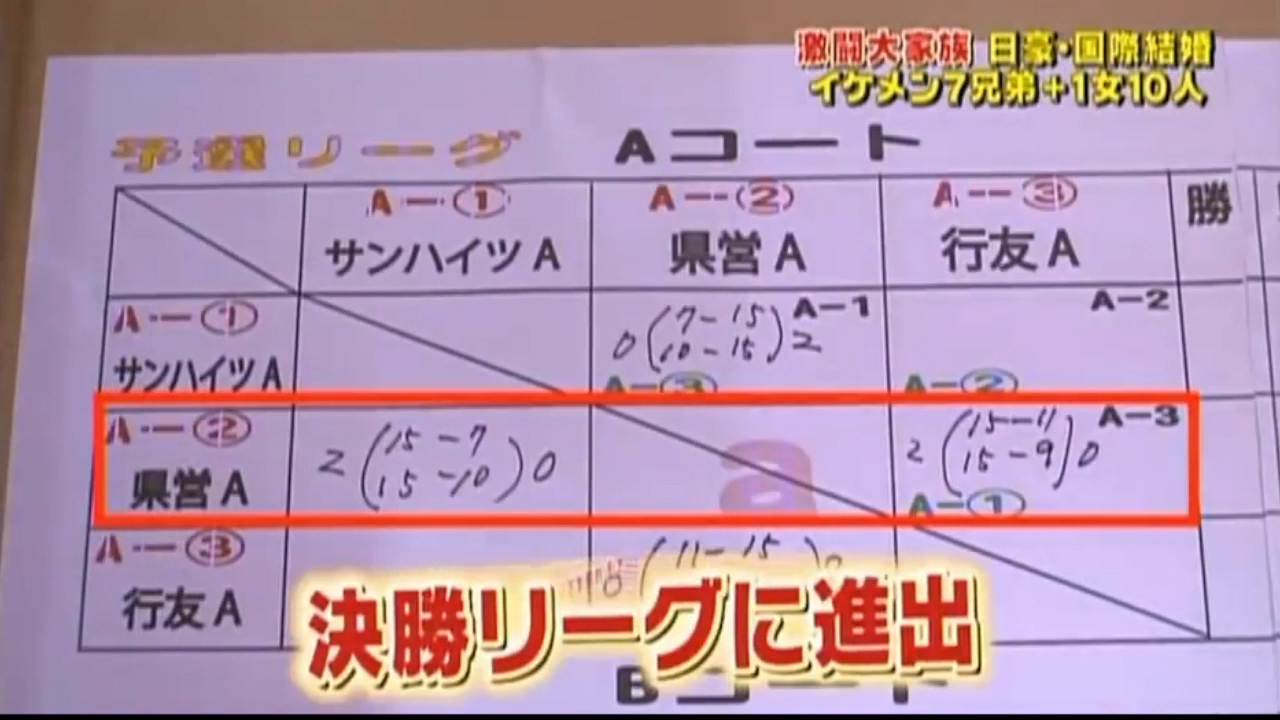 激闘大家族 日豪・国際結婚
イケメン7兄弟+1女10人
予選リーグ Aコート
A-① A-② A-③ 勝
サンハイツA 県営A 行友A
A-① 0(7-15 A-1 A-2
10-15)2
サンハイツA A-③ A-②
A-② 2(15-7 2(15-11 A-3
15-10)0 15-9)0
県営A a A-①
A-③ (11-15
行友A
決勝リーグに進出
Bコート